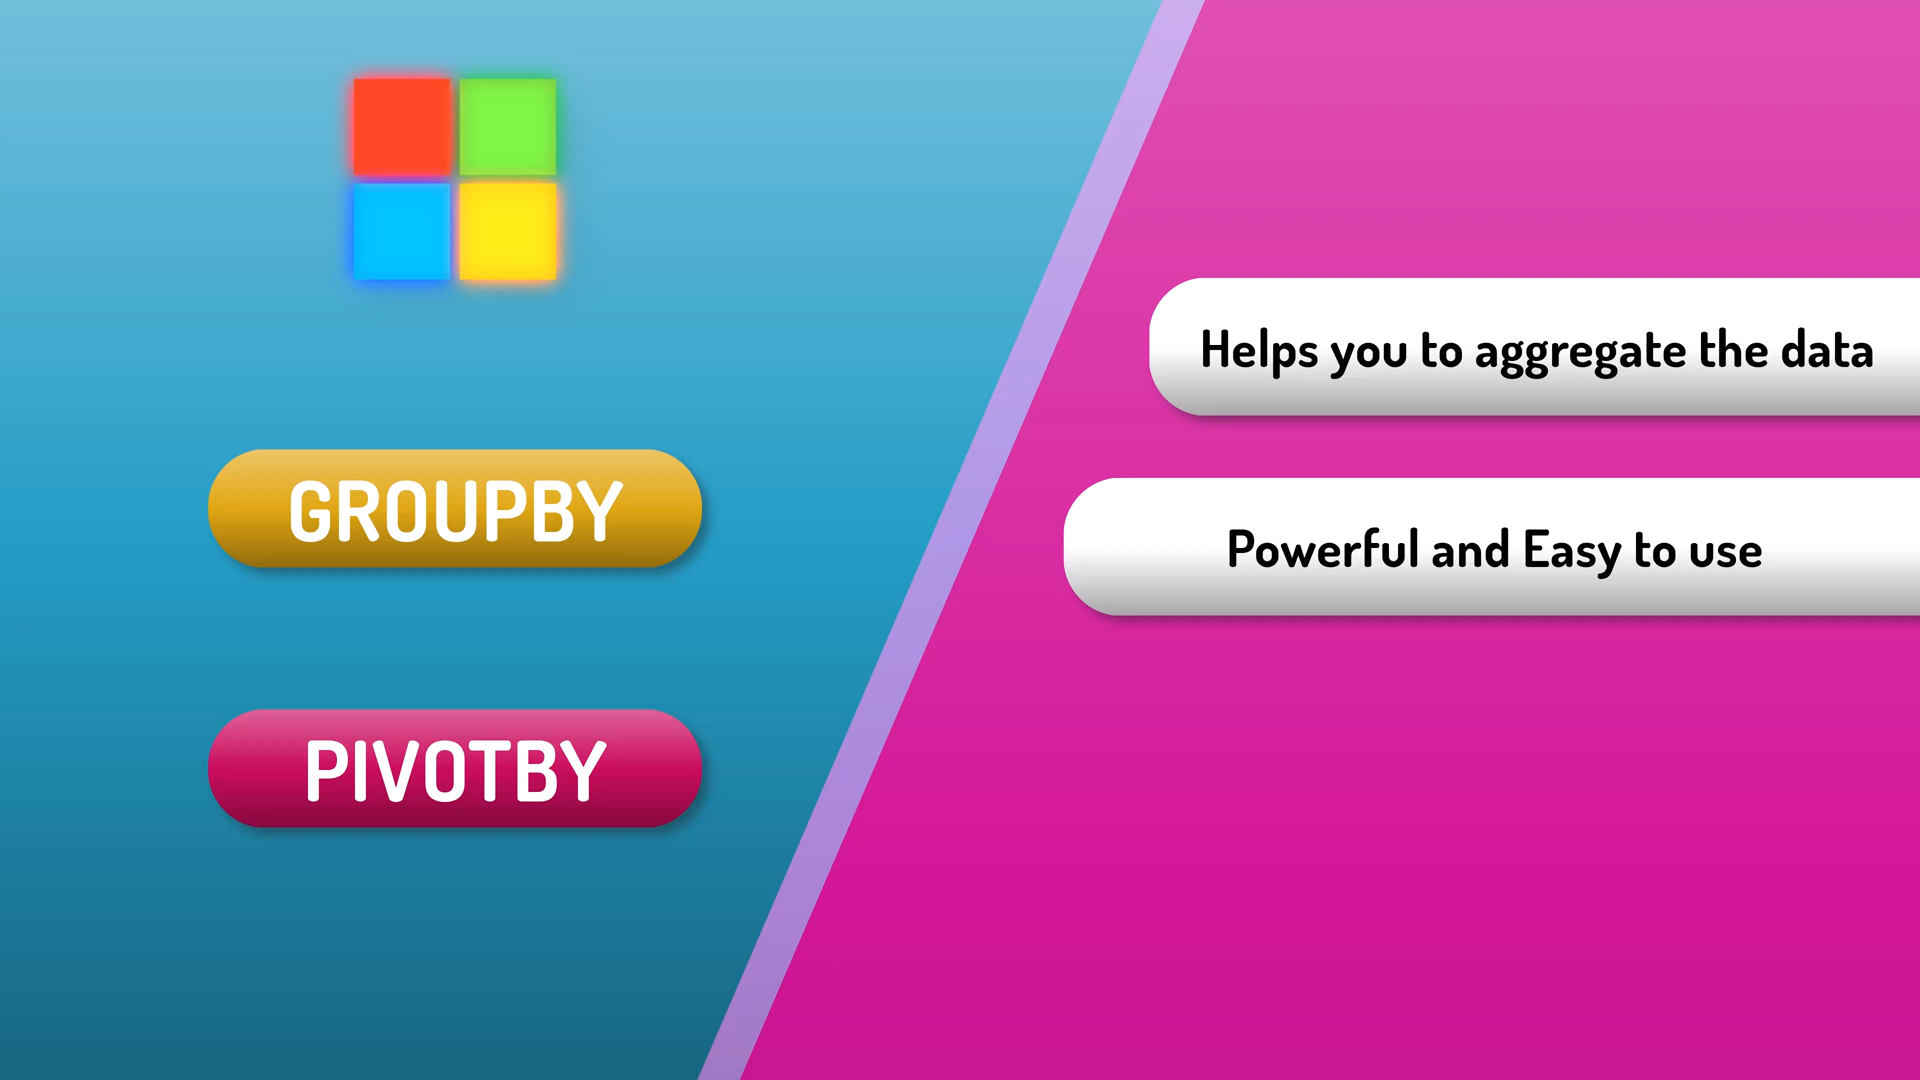 GROUPBY
PIVOTBY
Helps you to aggregate the data
Powerful and Easy to use